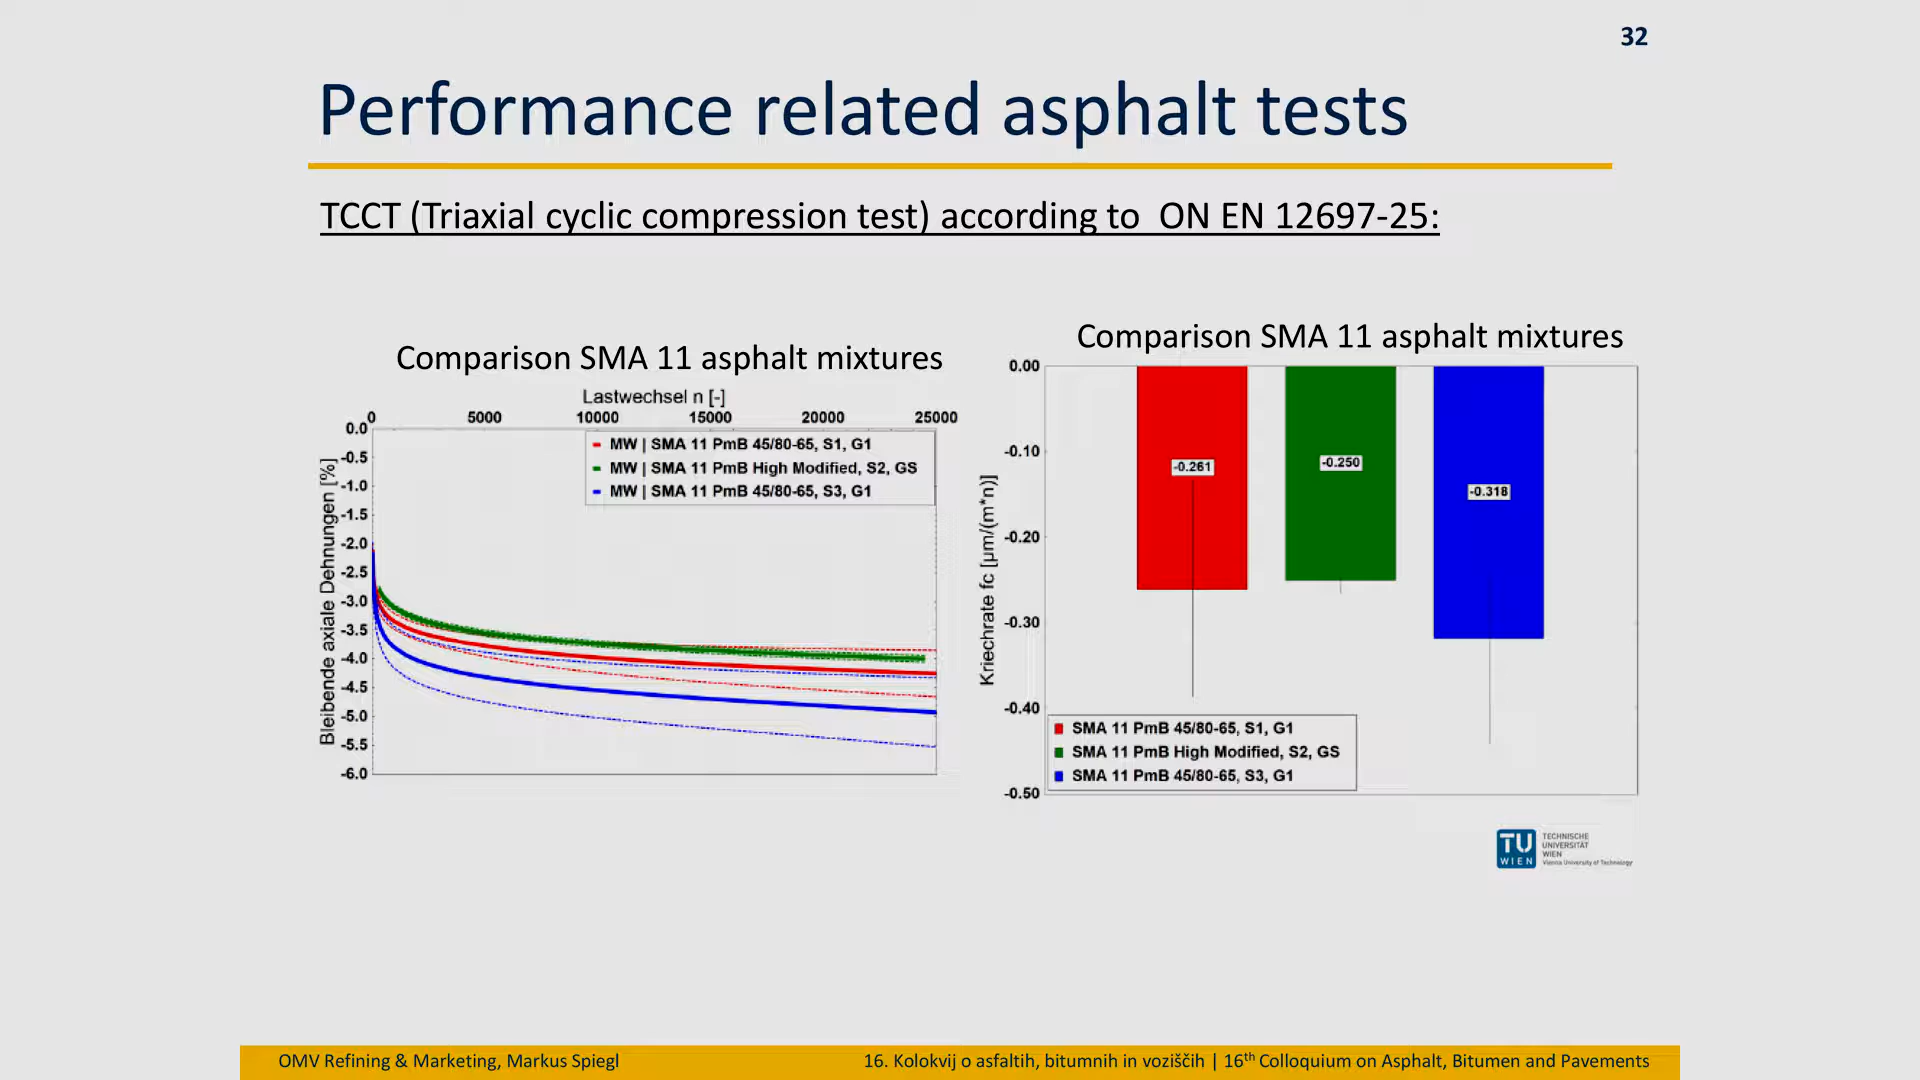 32
Performance related asphalt tests
TCCT (Triaxial cyclic compression test) according to  ON EN 12697-25:
Comparison SMA 11 asphalt mixtures
Lastwechsel n [-]
0 5000 10000 15000 20000 25000
0.0
-0.5
-1.0
-1.5
-2.0
-2.5
-3.0
-3.5
-4.0
-4.5
-5.0
-5.5
-6.0
Bleibende axiale Dehnungen [%]
MW | SMA 11 PmB 45/80-65, S1, G1
MW | SMA 11 PmB High Modified, S2, GS
MW | SMA 11 PmB 45/80-65, S3, G1
Comparison SMA 11 asphalt mixtures
0.00
-0.10
-0.20
-0.30
-0.40
-0.50
Kriechrate fc [µm/(m*n)]
-0.261
-0.250
-0.318
SMA 11 PmB 45/80-65, S1, G1
SMA 11 PmB High Modified, S2, GS
SMA 11 PmB 45/80-65, S3, G1
TU
WIEN
TECHNISCHE
UNIVERSITÄT
WIEN
Vienna University of Technology
OMV Refining & Marketing, Markus Spiegl
16. Kolokvij o asfaltih, bitumnih in voziščih | 16th Colloquium on Asphalt, Bitumen and Pavements